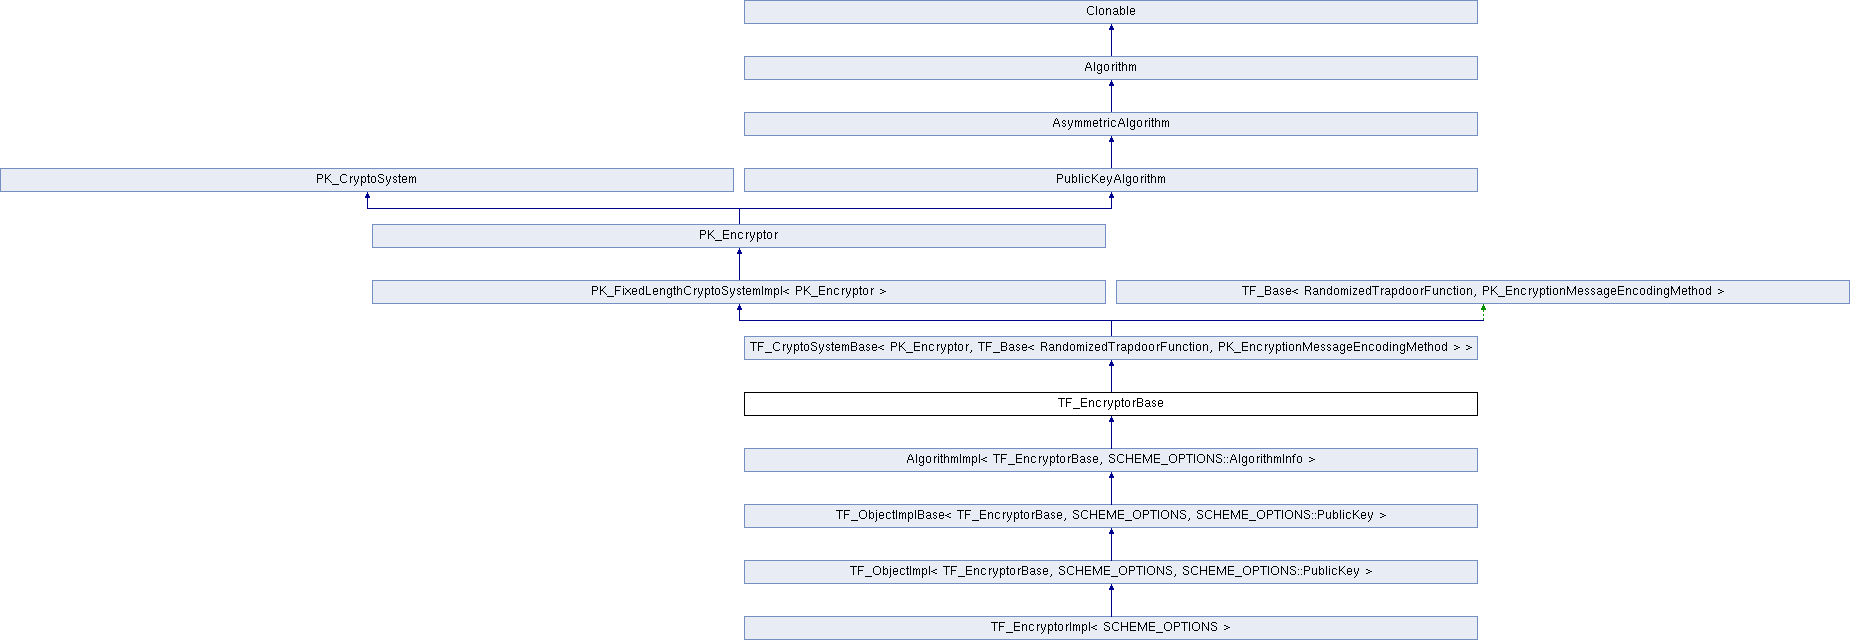 Clonable
Algorithm
AsymmetricAlgorithm
PK_CryptoSystem
PublicKeyAlgorithm
PK_Encryptor
PK_FixedLengthCryptoSystemImpl< PK_Encryptor >
TF_Base< RandomizedTrapdoorFunction, PK_EncryptionMessageEncodingMethod >
TF_CryptoSystemBase< PK_Encryptor, TF_Base< RandomizedTrapdoorFunction, PK_EncryptionMessageEncodingMethod > >
TF_EncryptorBase
AlgorithmImpl< TF_EncryptorBase, SCHEME_OPTIONS::AlgorithmInfo >
TF_ObjectImplBase< TF_EncryptorBase, SCHEME_OPTIONS, SCHEME_OPTIONS::PublicKey >
TF_ObjectImpl< TF_EncryptorBase, SCHEME_OPTIONS, SCHEME_OPTIONS::PublicKey >
TF_EncryptorImpl< SCHEME_OPTIONS >